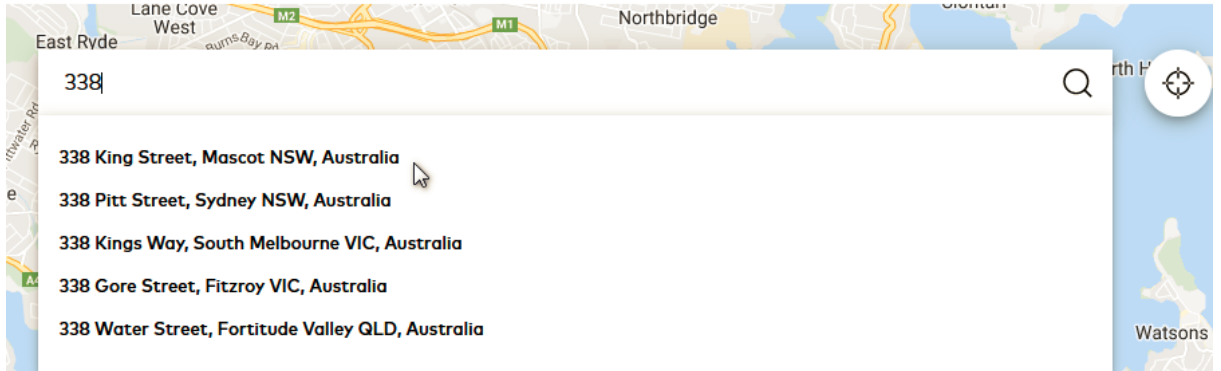 Lane Cove
West
M2
M1
Northbridge
East Ryde
Burns Bay Rd
338
rth H
338 King Street, Mascot NSW, Australia
338 Pitt Street, Sydney NSW, Australia
e
338 Kings Way, South Melbourne VIC, Australia
338 Gore Street, Fitzroy VIC, Australia
338 Water Street, Fortitude Valley QLD, Australia
Watsons